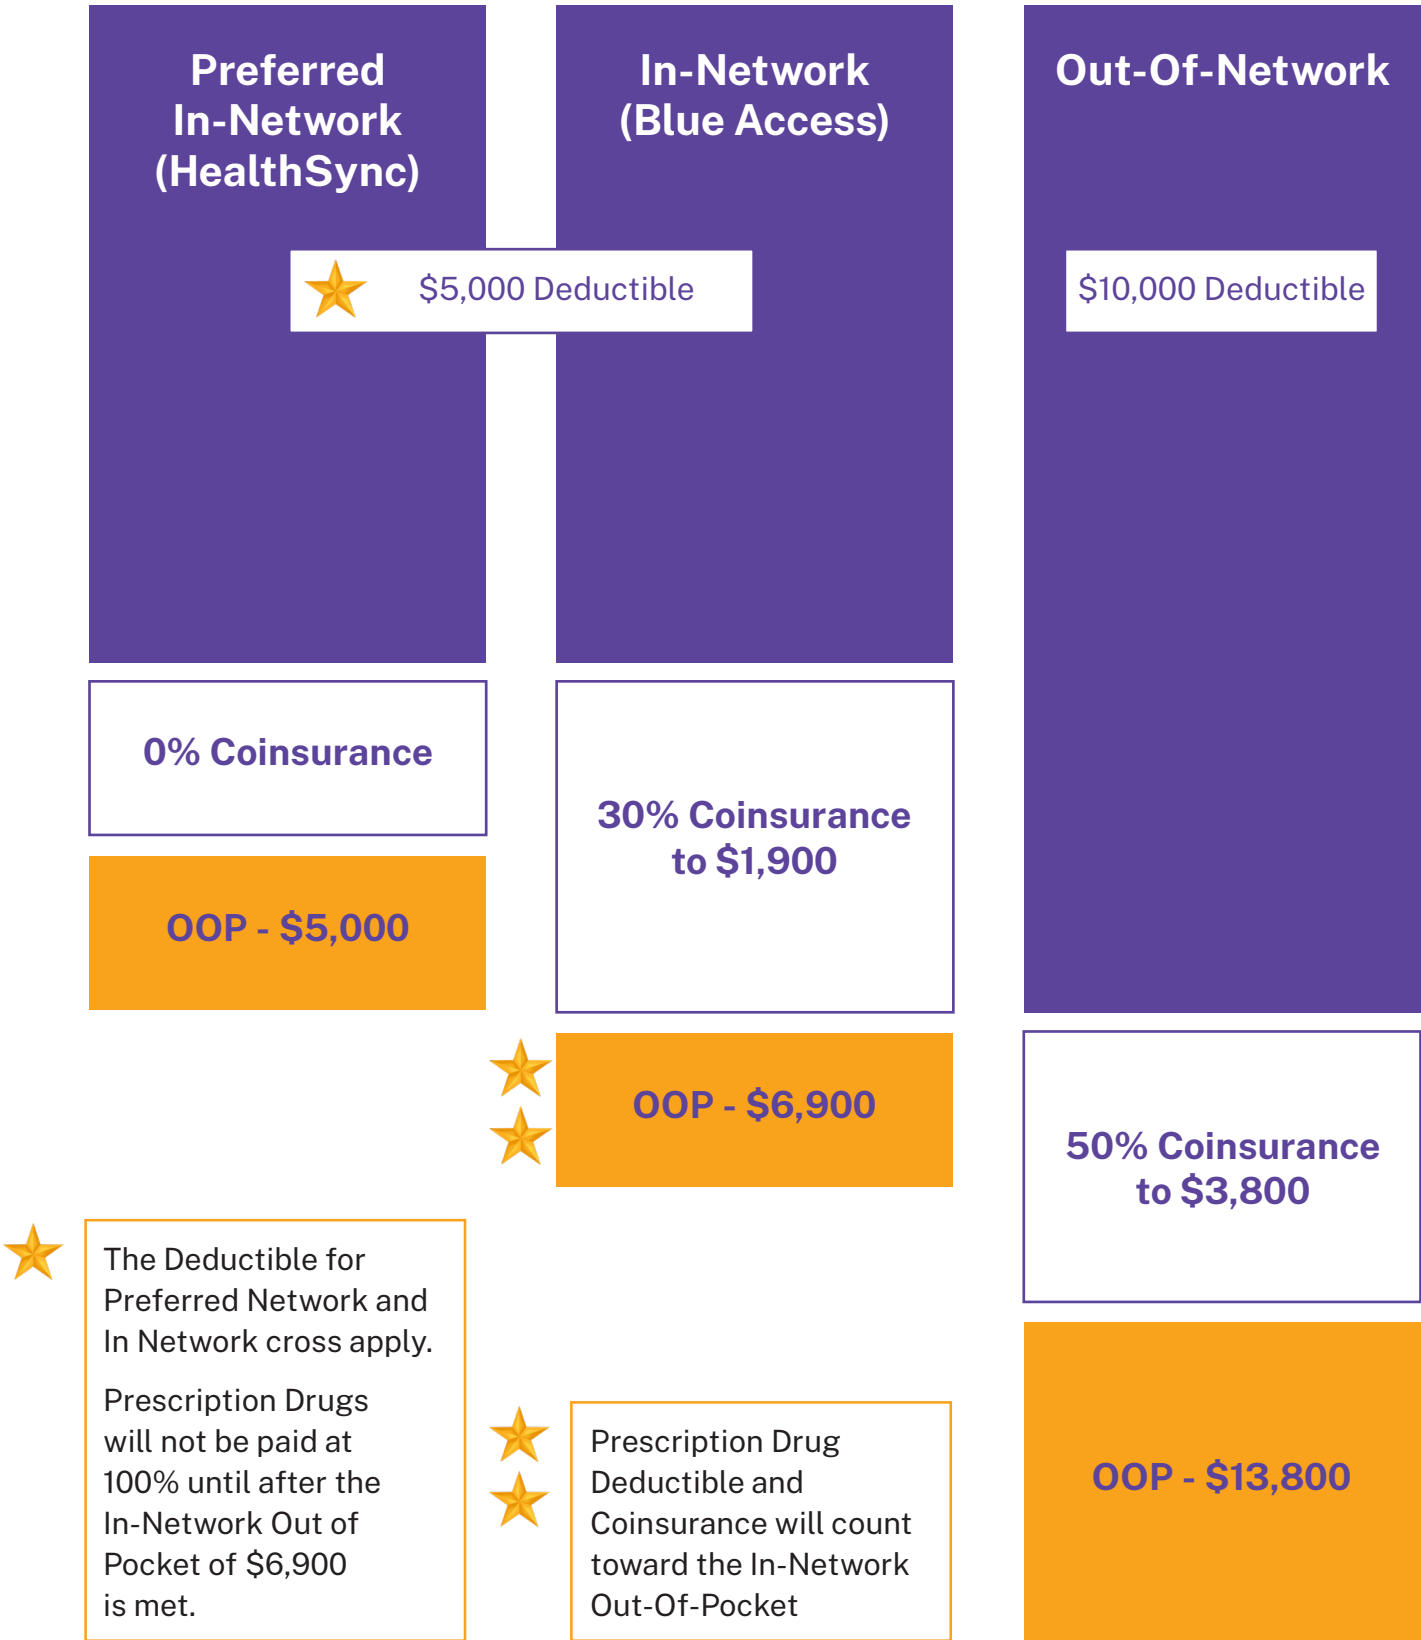 Preferred
In-Network
(HealthSync)
In-Network
(Blue Access)
Out-Of-Network
$5,000 Deductible
$10,000 Deductible
0% Coinsurance
30% Coinsurance
to $1,900
OOP - $5,000
OOP - $6,900
50% Coinsurance
to $3,800
OOP - $13,800
The Deductible for
Preferred Network and
In Network cross apply.
Prescription Drugs
will not be paid at
100% until after the
In-Network Out of
Pocket of $6,900
is met.
Prescription Drug
Deductible and
Coinsurance will count
toward the In-Network
Out-Of-Pocket